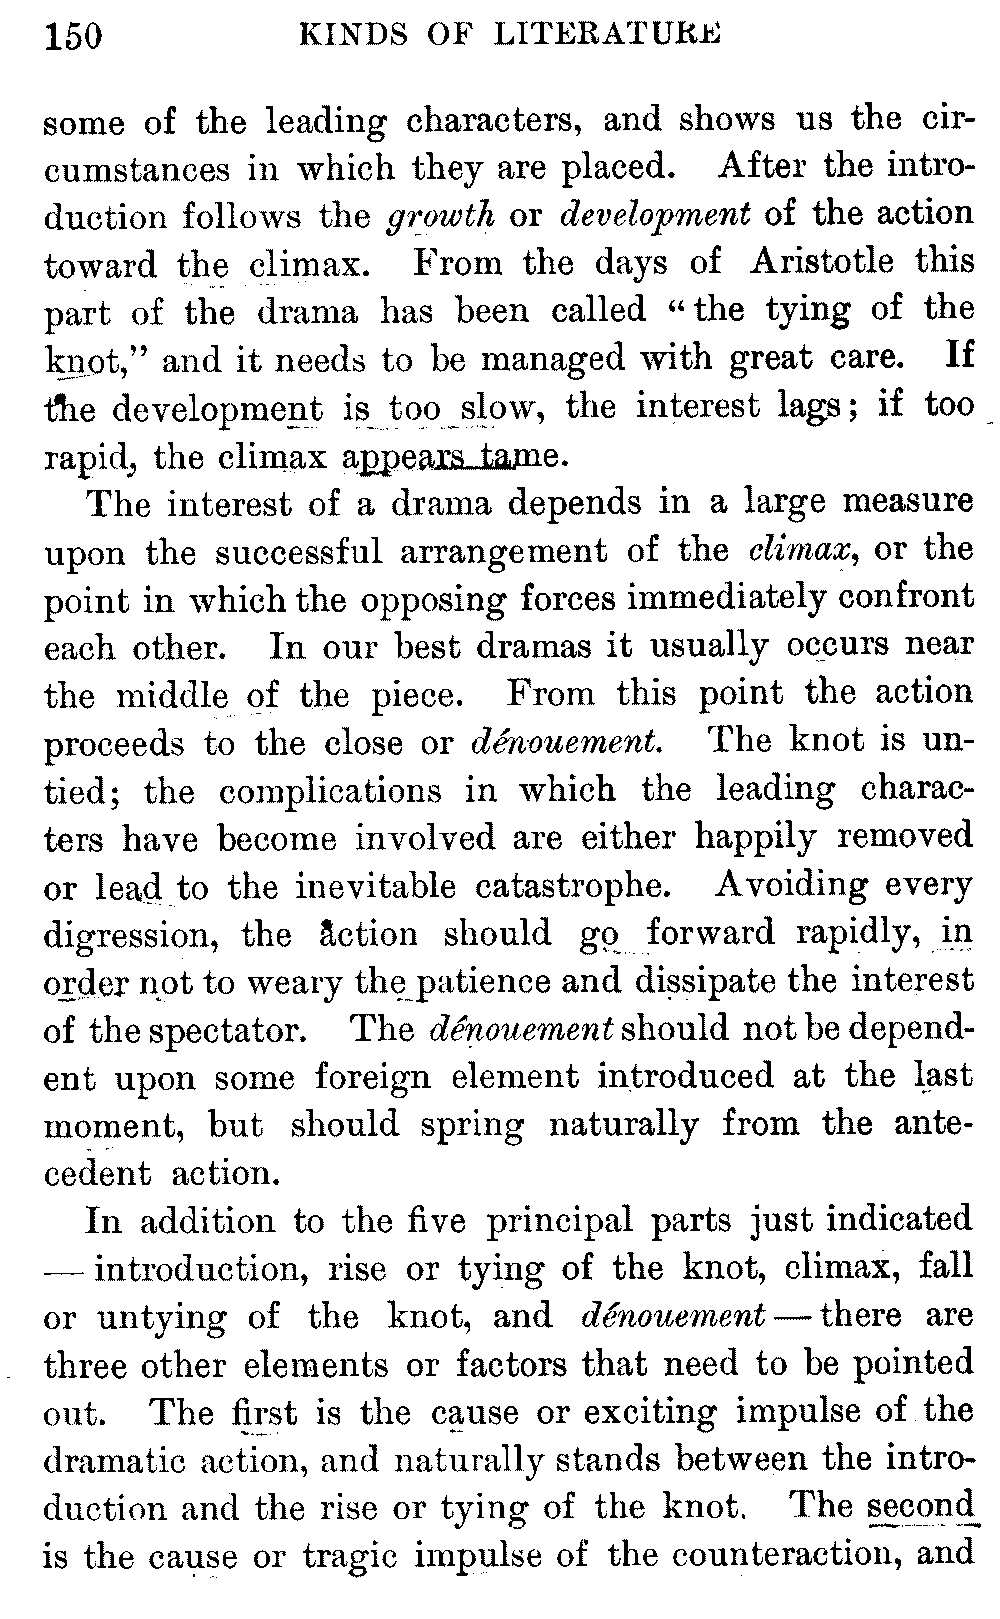 150 KINDS OF LITERATURE
some of the leading characters, and shows us the cir-
cumstances in which they are placed. After the intro-
duction follows the growth or development of the action
toward the climax. From the days of Aristotle this
part of the drama has been called “the tying of the
knot,” and it needs to be managed with great care. If
the development is too slow, the interest lags; if too
rapid, the climax appears tame.
The interest of a drama depends in a large measure
upon the successful arrangement of the climax, or the
point in which the opposing forces immediately confront
each other. In our best dramas it usually occurs near
the middle of the piece. From this point the action
proceeds to the close or dénouement. The knot is un-
tied; the complications in which the leading charac-
ters have become involved are either happily removed
or lead to the inevitable catastrophe. Avoiding every
digression, the action should go forward rapidly, in
order not to weary the patience and dissipate the interest
of the spectator. The dénouement should not be depend-
ent upon some foreign element introduced at the last
moment, but should spring naturally from the ante-
cedent action.
In addition to the five principal parts just indicated
— introduction, rise or tying of the knot, climax, fall
or untying of the knot, and dénouement — there are
three other elements or factors that need to be pointed
out. The first is the cause or exciting impulse of the
dramatic action, and naturally stands between the intro-
duction and the rise or tying of the knot. The second
is the cause or tragic impulse of the counteraction, and